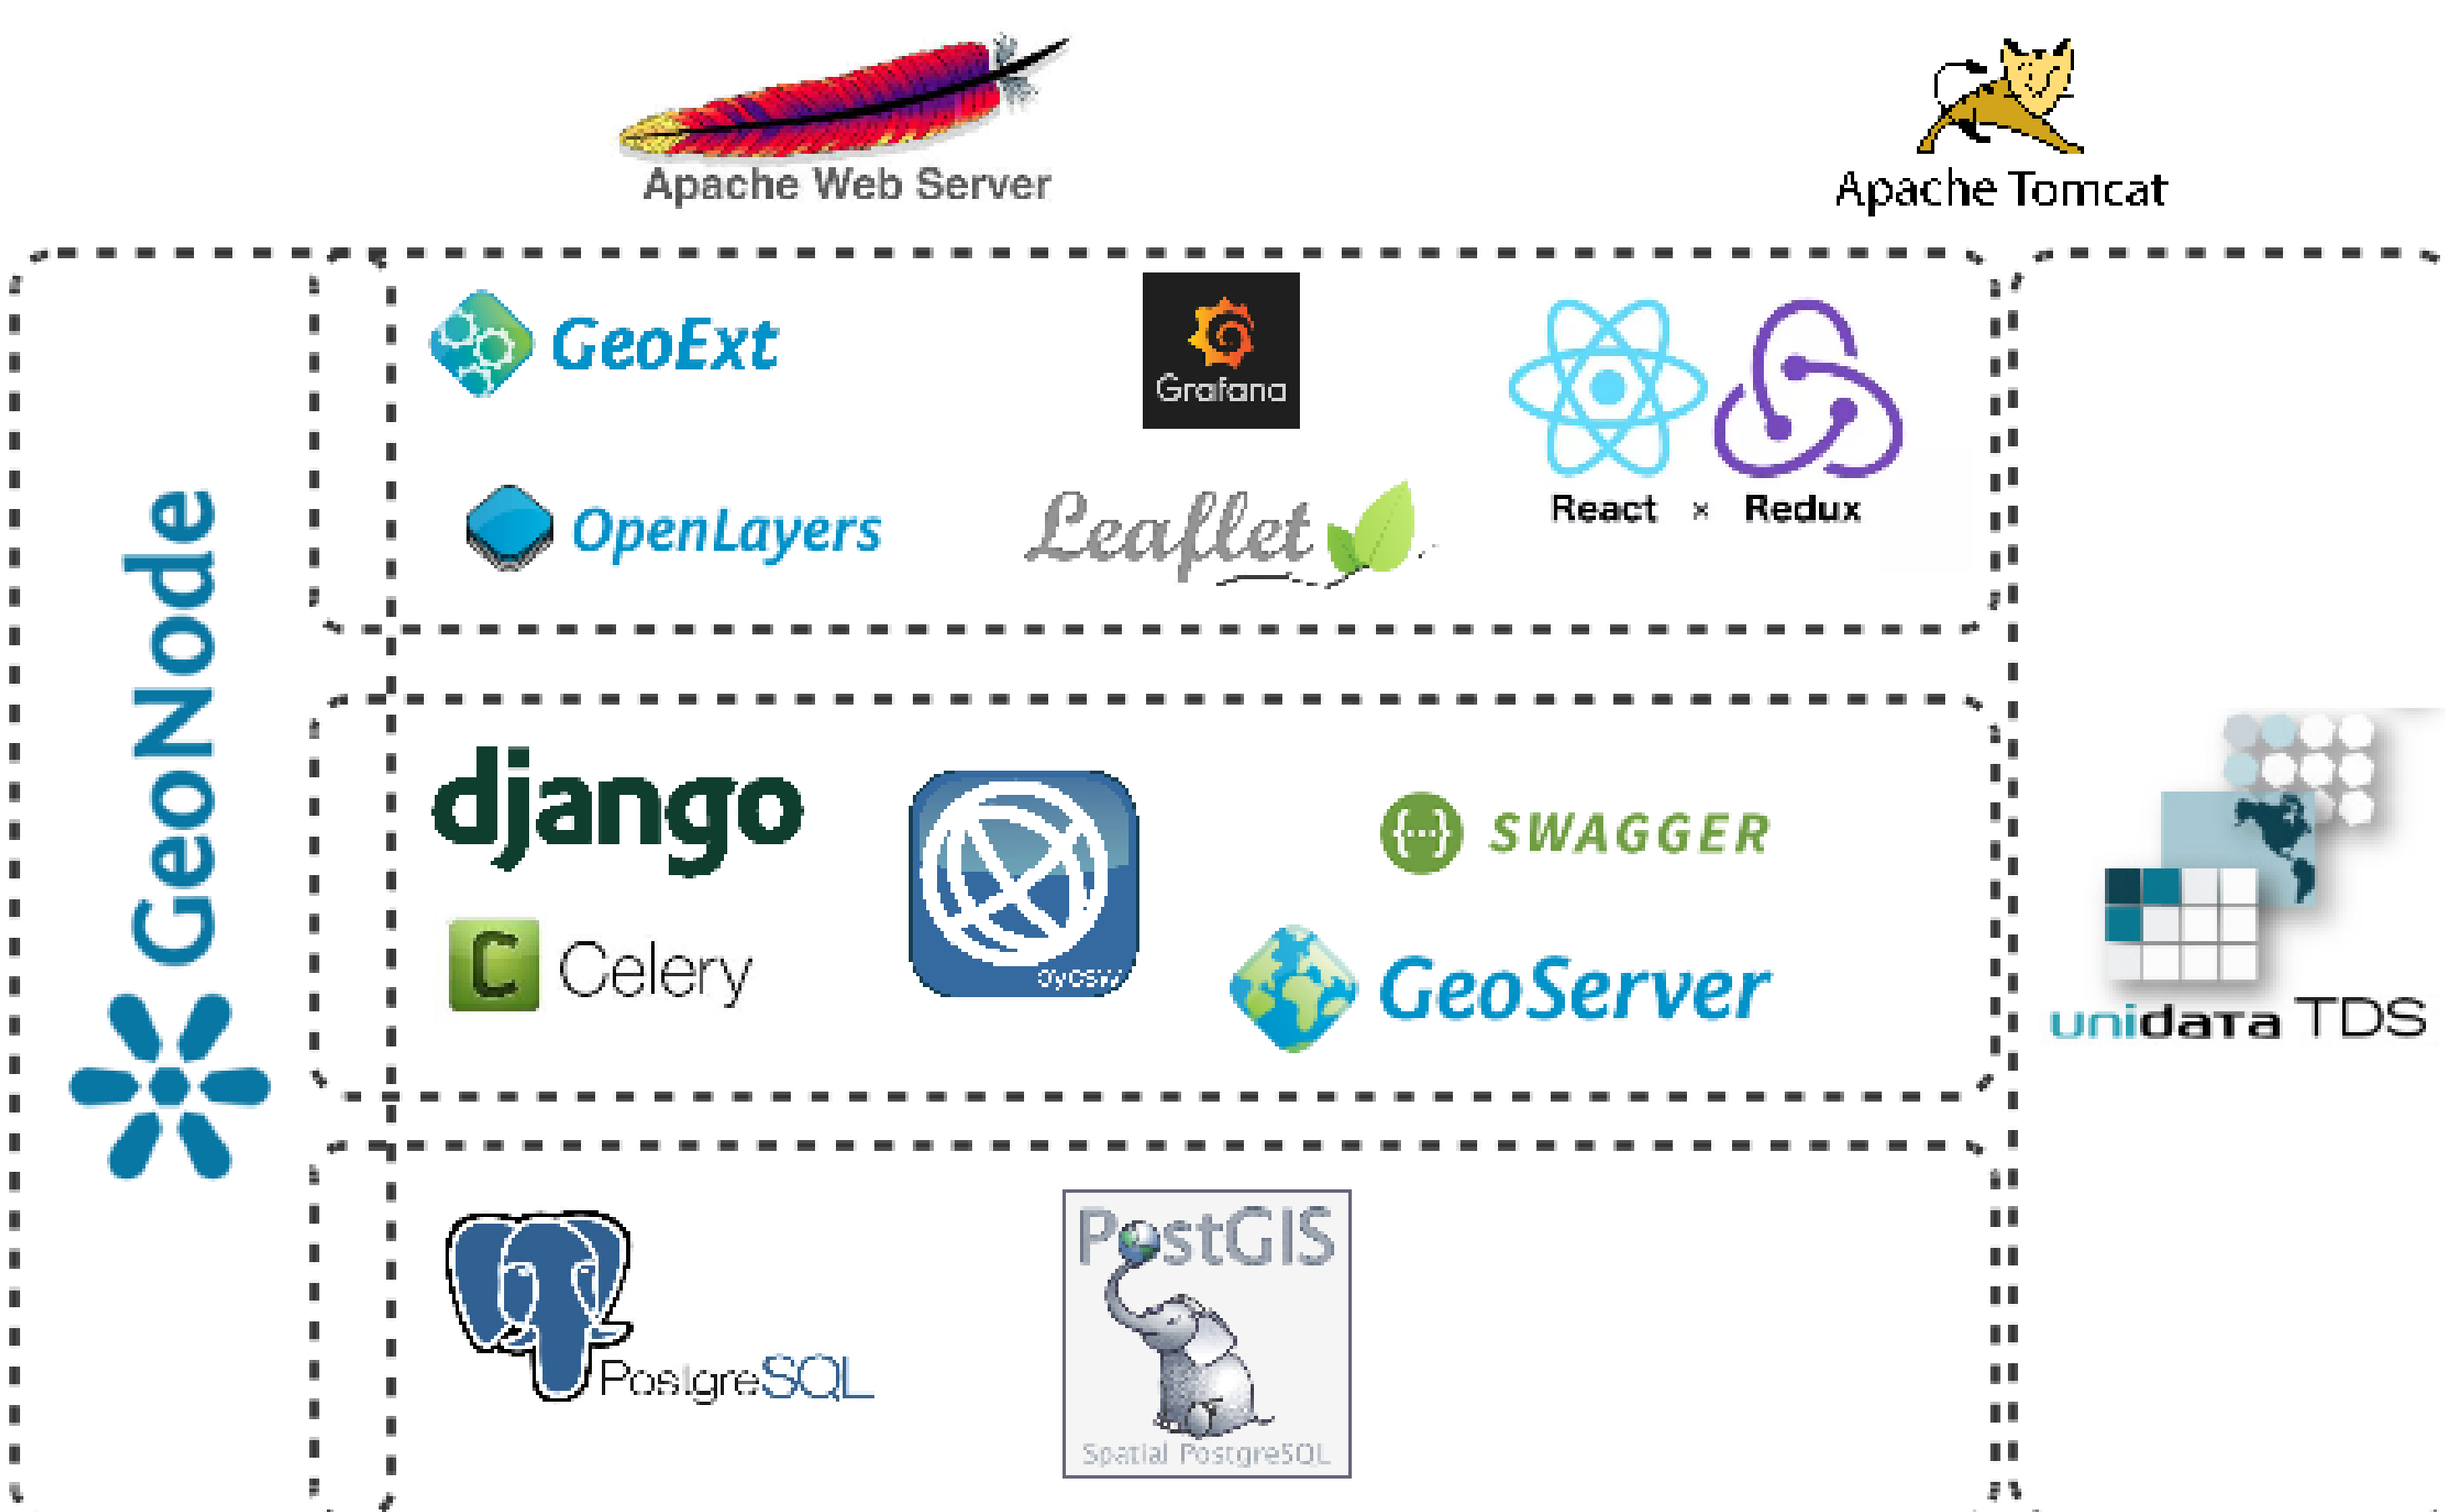 Apache Web Server
Apache Tomcat
GeoNode
GeoExt
Grafana
React × Redux
OpenLayers
Leaflet
django
SWAGGER
pycsw
C Celery
GeoServer
unidata TDS
PostGIS
PostgreSQL
Spatial PostgreSQL